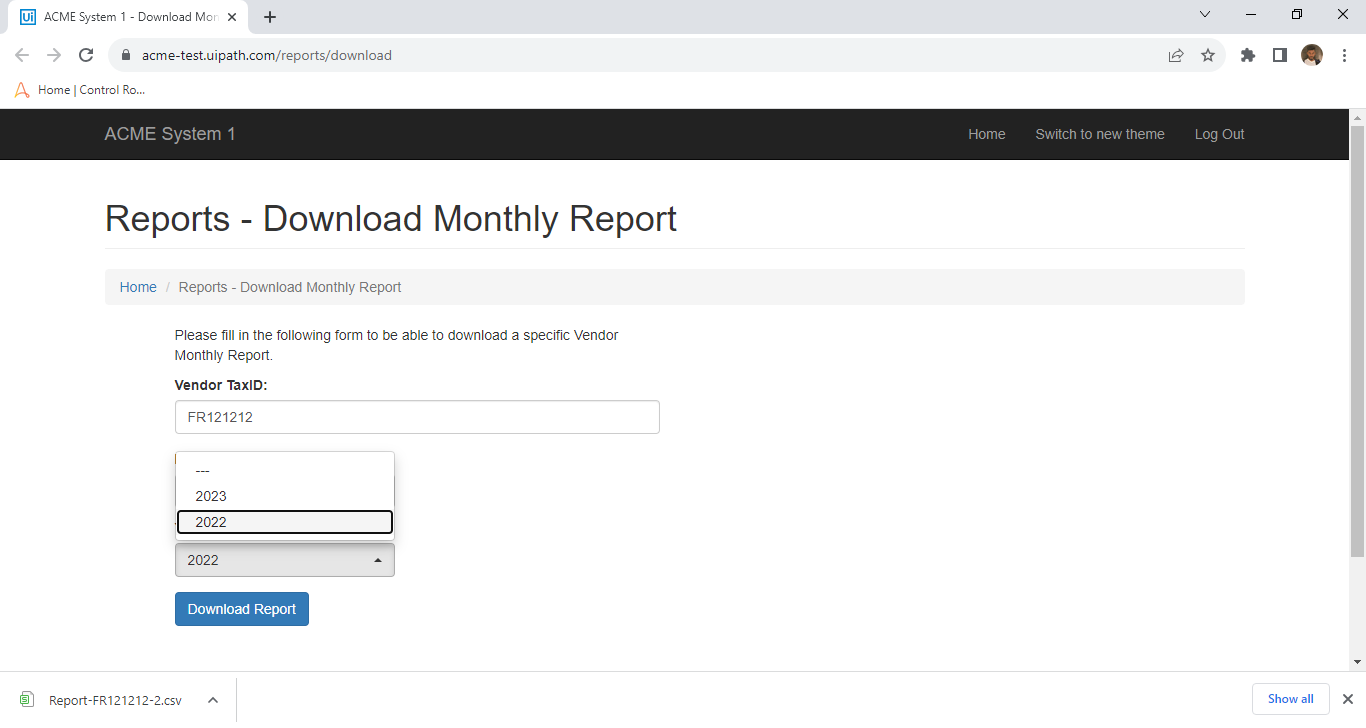 Ui ACME System 1 - Download Mon
acme-test.uipath.com/reports/download
Home | Control Ro...
ACME System 1
Home
Switch to new theme
Log Out
Reports - Download Monthly Report
Home / Reports - Download Monthly Report
Please fill in the following form to be able to download a specific Vendor
Monthly Report.
Vendor TaxID:
FR121212
---
2023
2022
2022
Download Report
Report-FR121212-2.csv
Show all